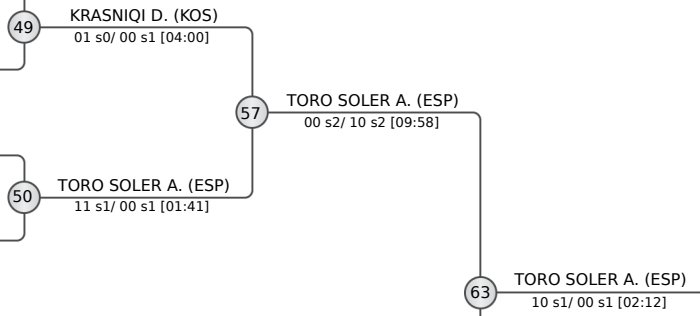 49
KRASNIQI D. (KOS)
01 s0/ 00 s1 [04:00]
57
TORO SOLER A. (ESP)
00 s2/ 10 s2 [09:58]
50
TORO SOLER A. (ESP)
11 s1/ 00 s1 [01:41]
63
TORO SOLER A. (ESP)
10 s1/ 00 s1 [02:12]